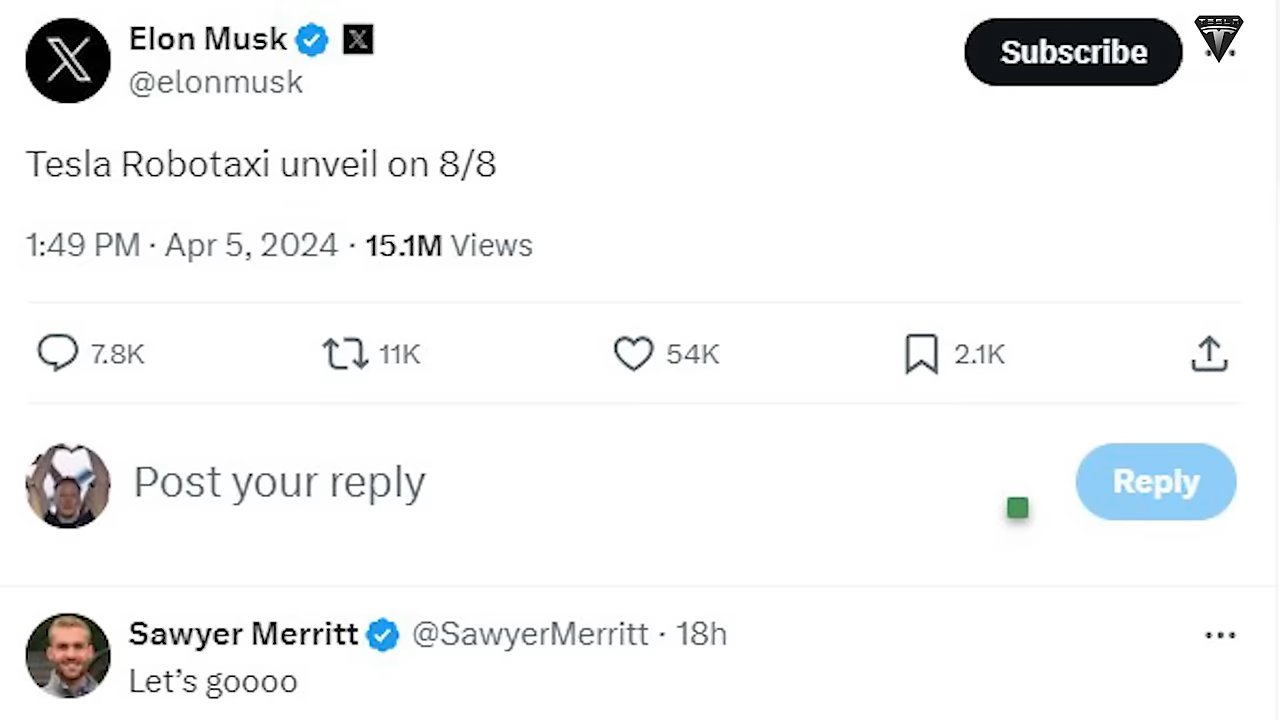 Elon Musk
@elonmusk
Subscribe
TESLA
Tesla Robotaxi unveil on 8/8
1:49 PM · Apr 5, 2024 · 15.1M Views
7.8K 11K 54K 2.1K
Post your reply
Reply
Sawyer Merritt @SawyerMerritt · 18h
Let’s goooo